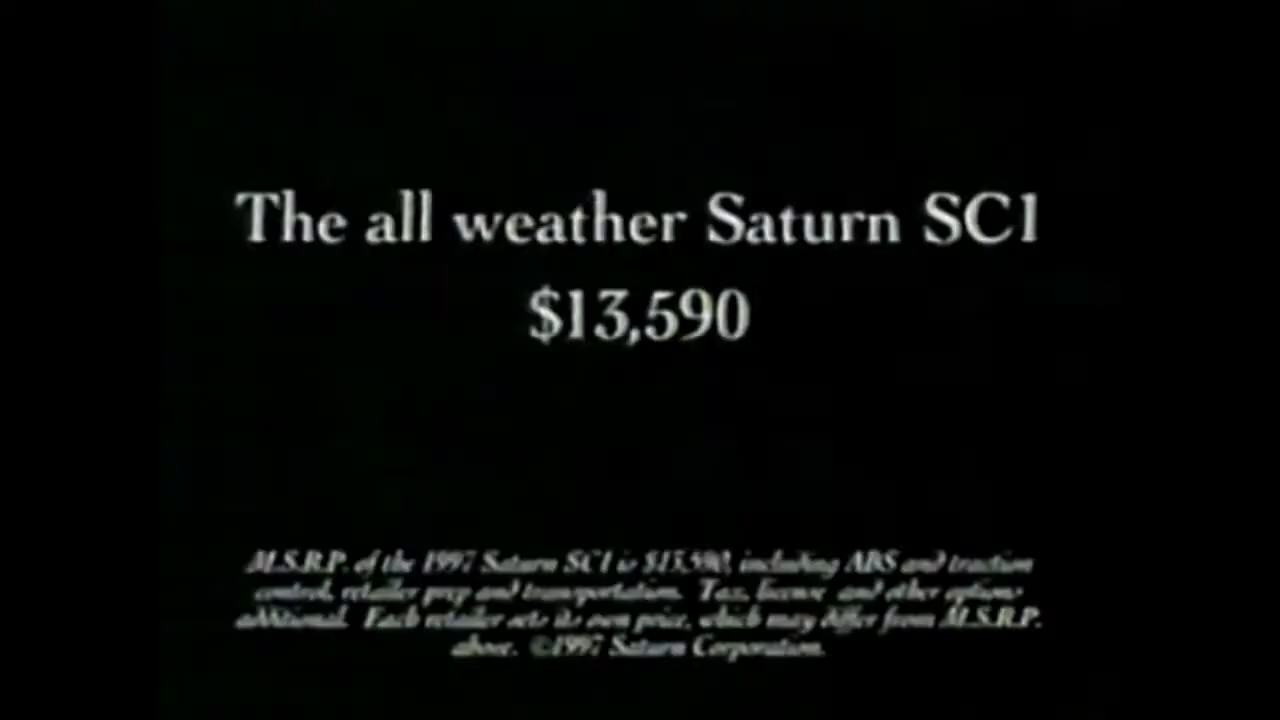 The all weather Saturn SC1
$13,590
M.S.R.P. of the 1997 Saturn SC1 is $13,590, including ABS and traction
control, retailer prep and transportation. Tax, license and other options
additional. Each retailer sets its own price, which may differ from M.S.R.P.
above. ©1997 Saturn Corporation.